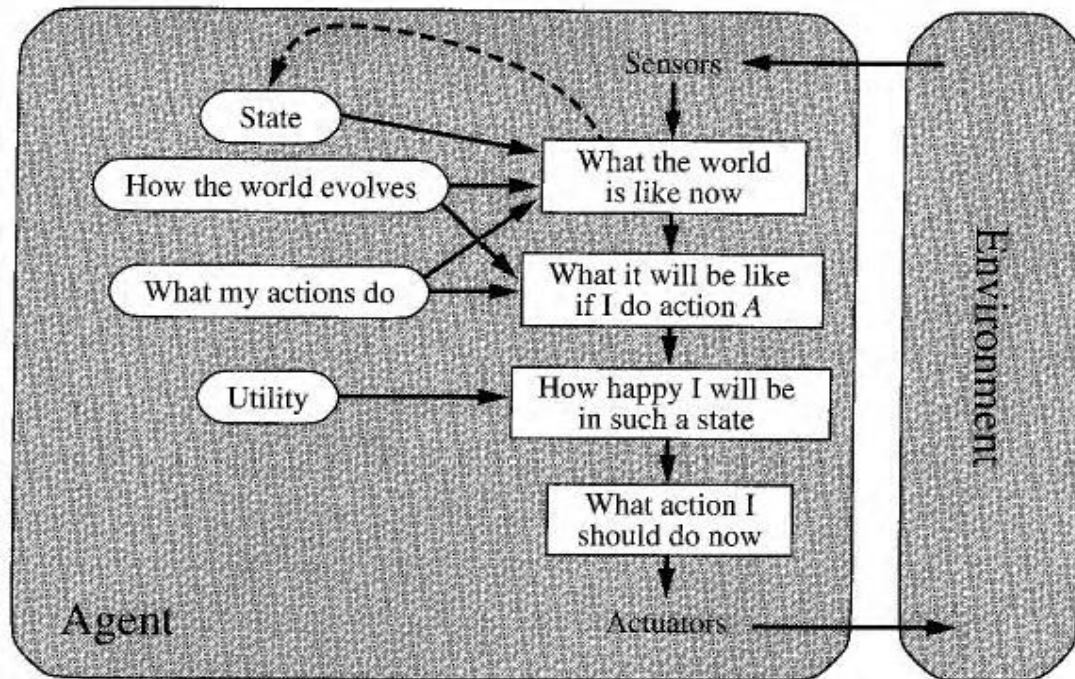 Sensors
State
What the world
is like now
How the world evolves
What it will be like
if I do action A
What my actions do
How happy I will be
in such a state
Utility
What action I
should do now
Agent
Actuators
Environment